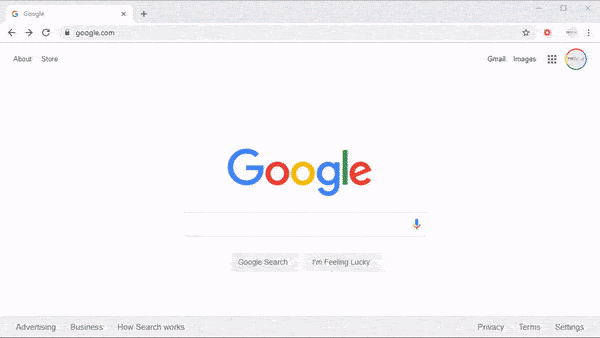 Google
google.com
About Store Gmail Images
Google
Google Search I'm Feeling Lucky
Advertising Business How Search works Privacy Terms Settings